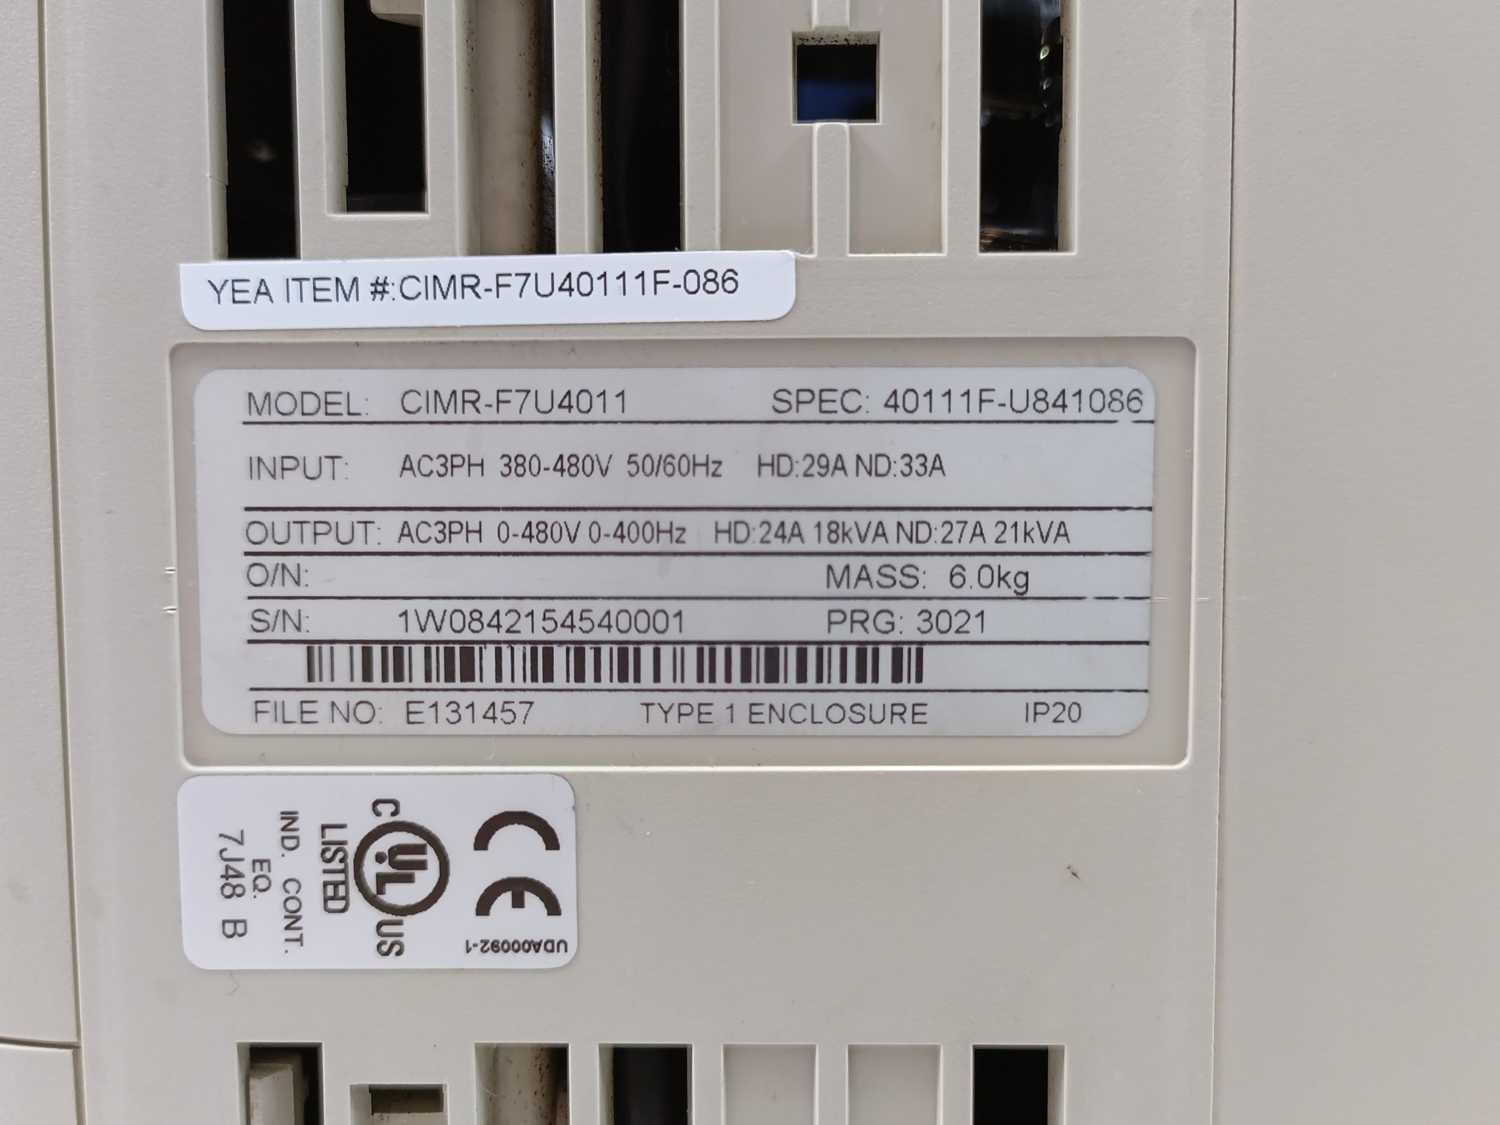 YEA ITEM #:CIMR-F7U40111F-086
MODEL: CIMR-F7U4011 SPEC: 40111F-U841086
INPUT: AC3PH 380-480V 50/60Hz HD:29A ND:33A
OUTPUT: AC3PH 0-480V 0-400Hz HD:24A 18kVA ND:27A 21kVA
O/N: MASS: 6.0kg
S/N: 1W0842154540001 PRG: 3021
FILE NO: E131457 TYPE 1 ENCLOSURE IP20
CE
UDA00092-1
C UL US
LISTED
IND. CONT.
EQ.
7J48 B